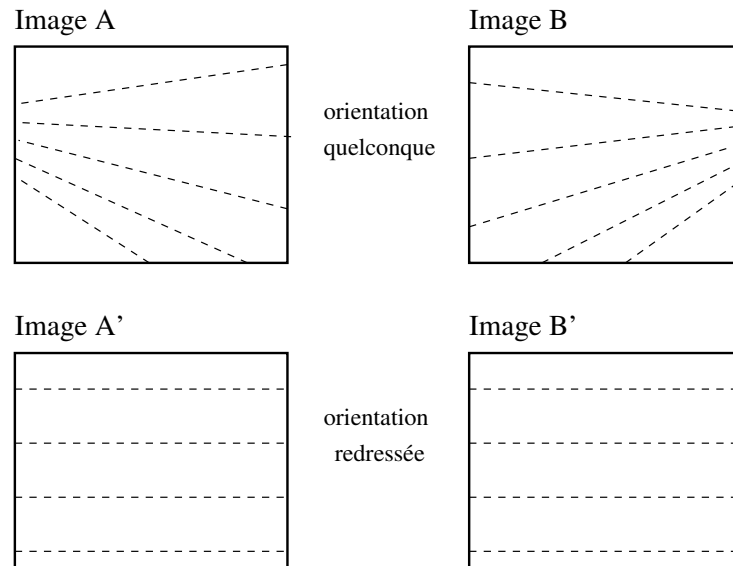 Image A
Image B
orientation
quelconque
Image A’
Image B’
orientation
redressée